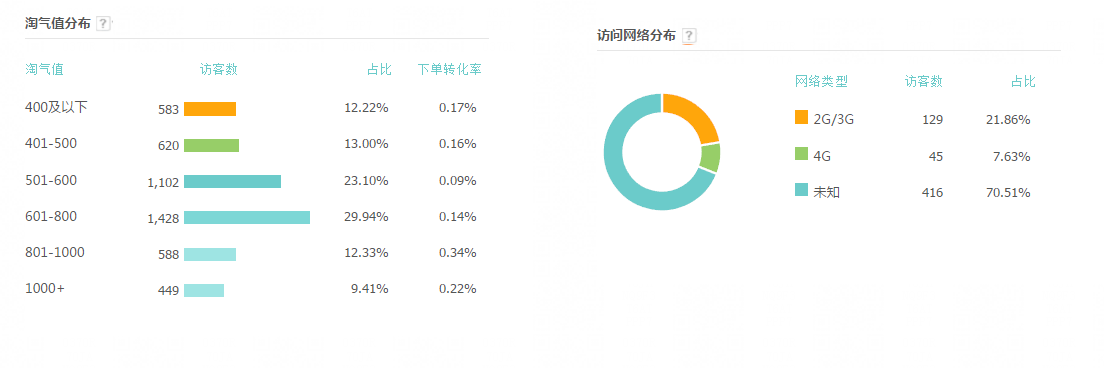 淘气值分布 ?
淘气值 访客数 占比 下单转化率
400及以下 583 12.22% 0.17%
401-500 620 13.00% 0.16%
501-600 1,102 23.10% 0.09%
601-800 1,428 29.94% 0.14%
801-1000 588 12.33% 0.34%
1000+ 449 9.41% 0.22%
访问网络分布 ?
网络类型 访客数 占比
2G/3G 129 21.86%
4G 45 7.63%
未知 416 70.51%